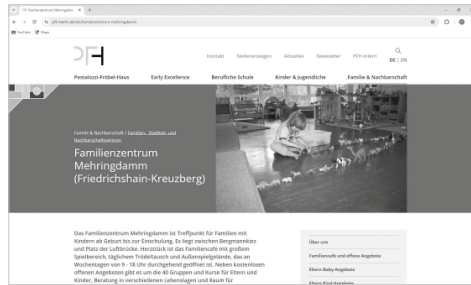 Familienzentrum Mehringdamm
pfh-berlin.de/de/familienzentrum-mehringdamm
YouTube Maps
PFH
Kontakt Stellenanzeigen Aktuelles Newsletter PFH-Intern
DE | EN
Pestalozzi-Fröbel-Haus Early Excellence Berufliche Schule Kinder & Jugendliche Familie & Nachbarschaft
Familie & Nachbarschaft / Familien-, Stadtteil- und
Nachbarschaftszentren
Familienzentrum
Mehringdamm
(Friedrichshain-Kreuzberg)
Das Familienzentrum Mehringdamm ist Treffpunkt für Familien mit
Kindern ab Geburt bis zur Einschulung. Es liegt zwischen Bergmannkiez
und Platz der Luftbrücke. Herzstück ist das Familiencafé mit großem
Spielbereich, täglichem Trödeltausch und Außenspielgelände, das an
Wochentagen von 9 - 18 Uhr durchgehend geöffnet ist. Neben kostenlosen
offenen Angeboten gibt es um die 40 Gruppen und Kurse für Eltern und
Kinder, Beratung in verschiedenen Lebenslagen und Raum für
Über uns
Familiencafé und offene Angebote
Eltern-Baby-Angebote
Eltern-Kind-Angebote